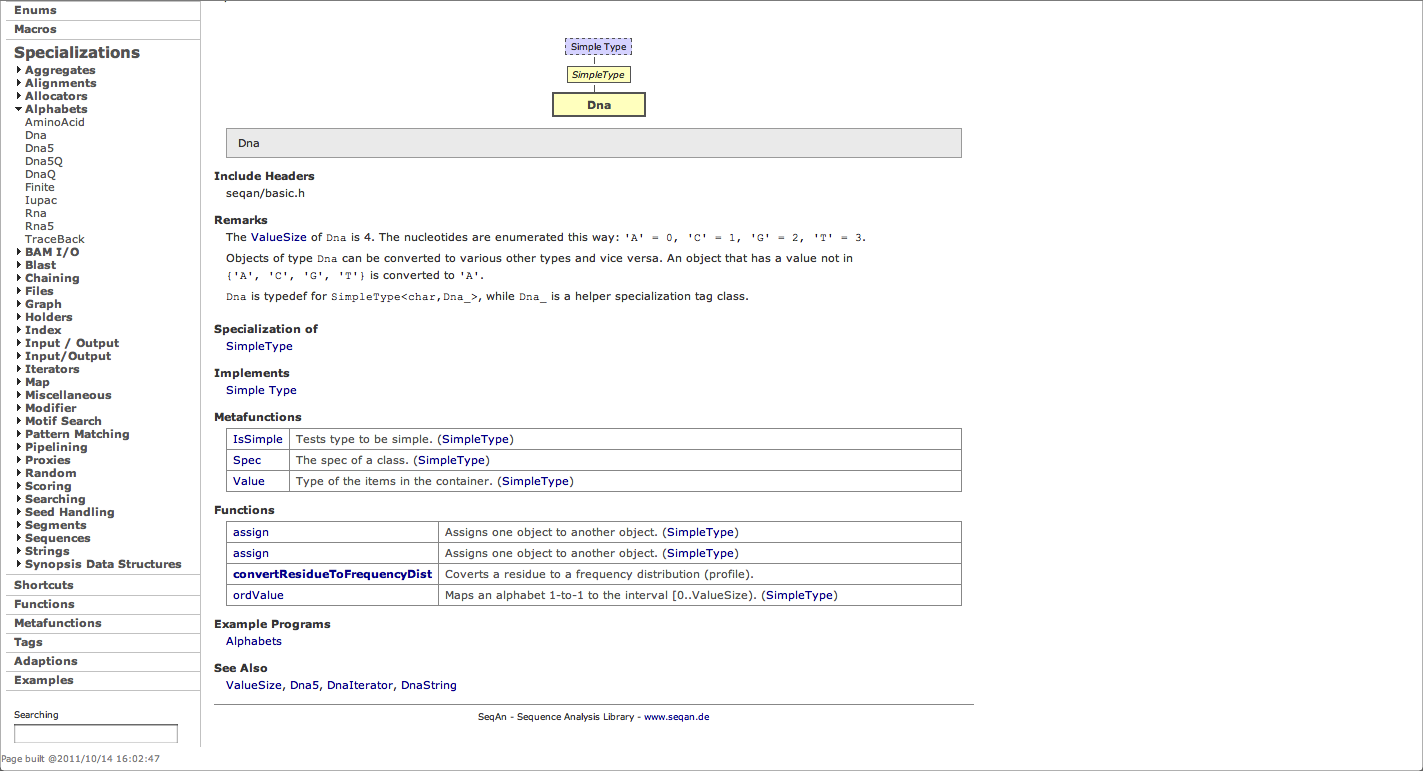 Enums
Macros
Specializations
Aggregates
Alignments
Allocators
Alphabets
AminoAcid
Dna
Dna5
Dna5Q
DnaQ
Finite
Iupac
Rna
Rna5
TraceBack
BAM I/O
Blast
Chaining
Files
Graph
Holders
Index
Input / Output
Input/Output
Iterators
Map
Miscellaneous
Modifier
Motif Search
Pattern Matching
Pipelining
Proxies
Random
Scoring
Searching
Seed Handling
Segments
Sequences
Strings
Synopsis Data Structures
Shortcuts
Functions
Metafunctions
Tags
Adaptions
Examples
Searching
Page built @2011/10/14 16:02:47
Simple Type
SimpleType
Dna
Dna
Include Headers
seqan/basic.h
Remarks
The ValueSize of Dna is 4. The nucleotides are enumerated this way: 'A' = 0, 'C' = 1, 'G' = 2, 'T' = 3.
Objects of type Dna can be converted to various other types and vice versa. An object that has a value not in
{'A', 'C', 'G', 'T'} is converted to 'A'.
Dna is typedef for SimpleType<char,Dna_>, while Dna_ is a helper specialization tag class.
Specialization of
SimpleType
Implements
Simple Type
Metafunctions
IsSimple Tests type to be simple. (SimpleType)
Spec The spec of a class. (SimpleType)
Value Type of the items in the container. (SimpleType)
Functions
assign Assigns one object to another object. (SimpleType)
assign Assigns one object to another object. (SimpleType)
convertResidueToFrequencyDist Coverts a residue to a frequency distribution (profile).
ordValue Maps an alphabet 1-to-1 to the interval [0..ValueSize). (SimpleType)
Example Programs
Alphabets
See Also
ValueSize, Dna5, DnaIterator, DnaString
SeqAn - Sequence Analysis Library - www.seqan.de